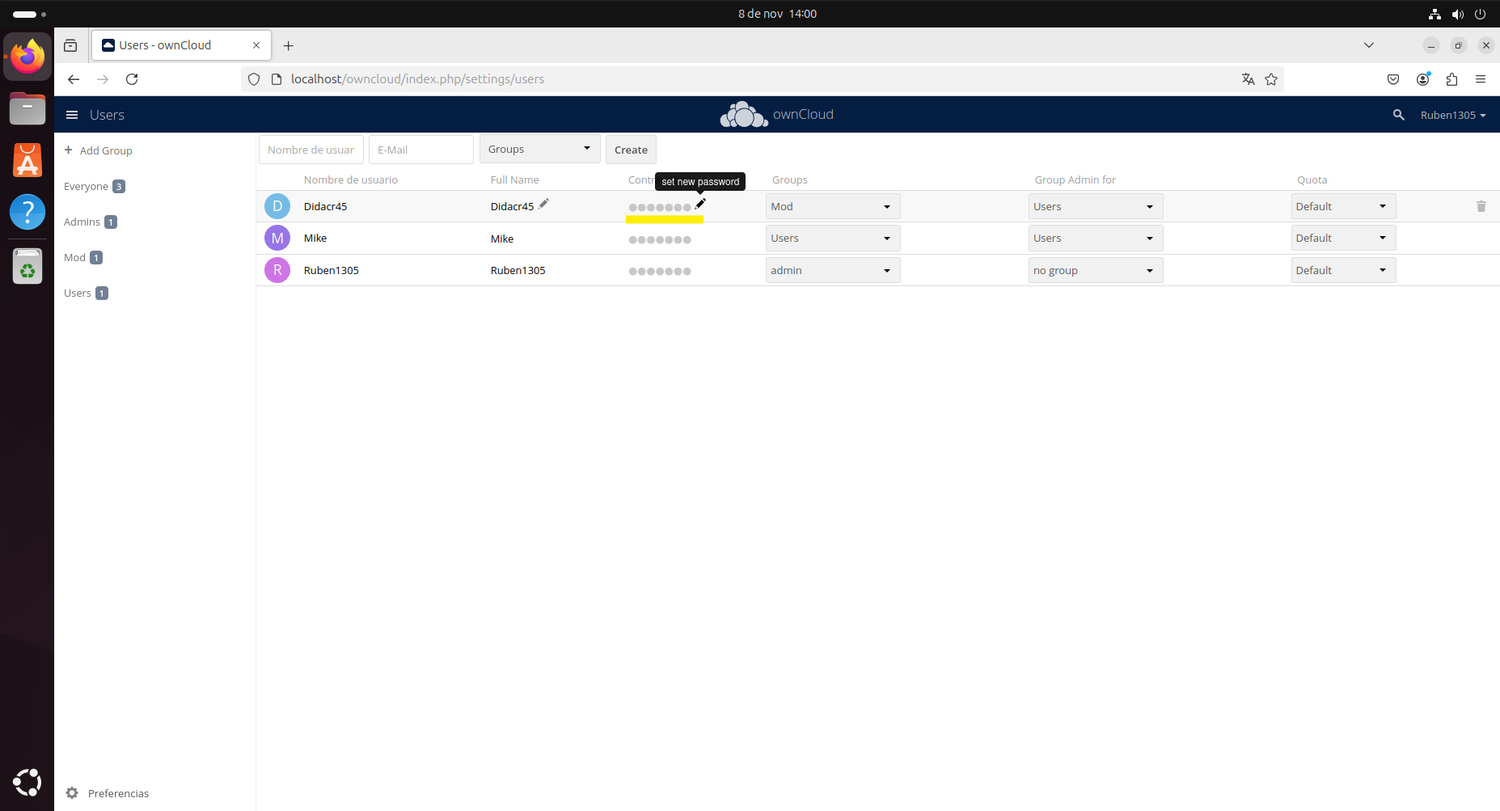 8 de nov 14:00
Users - ownCloud
localhost/owncloud/index.php/settings/users
Users
ownCloud
Ruben1305
Add Group
Everyone 3
Admins 1
Mod 1
Users 1
Preferencias
Nombre de usuar
E-Mail
Groups
Create
Nombre de usuario Full Name Contr Groups Group Admin for Quota
set new password
D Didacr45 Didacr45 Mod Users Default
M Mike Mike Users Users Default
R Ruben1305 Ruben1305 admin no group Default